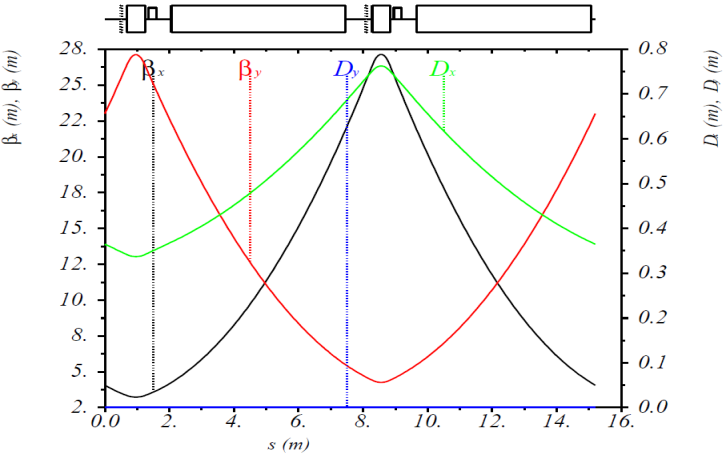 28.
25.
22.
20.
18.
15.
12.
10.
8.
5.
2.
βx (m), βy (m)
βx
βy
Dy
Dx
0.8
0.7
0.6
0.5
0.4
0.3
0.2
0.1
0.0
Dx (m), Dy (m)
0.0 2. 4. 6. 8. 10. 12. 14. 16.
s (m)